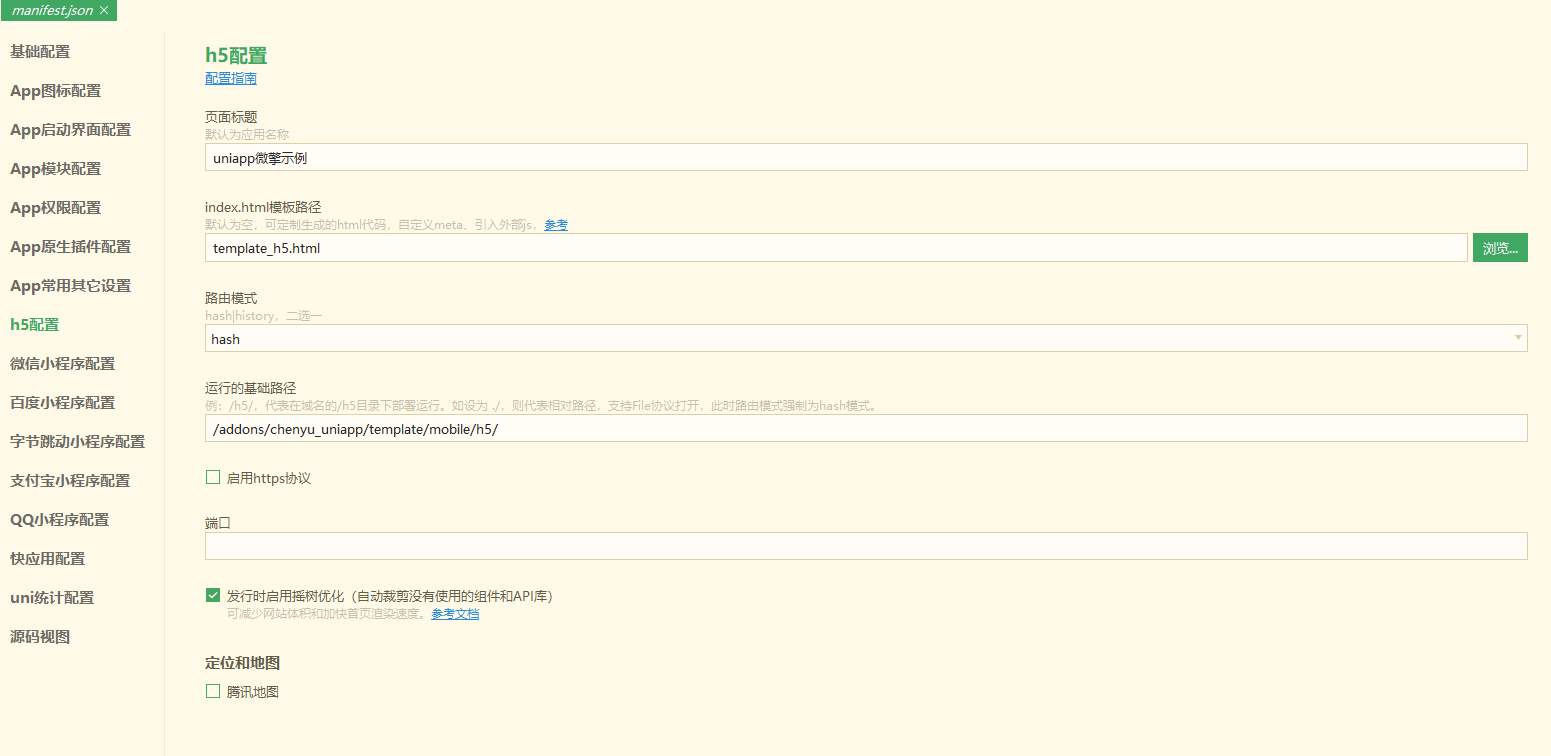 manifest.json ×
基础配置
App图标配置
App启动界面配置
App模块配置
App权限配置
App原生插件配置
App常用其它设置
h5配置
微信小程序配置
百度小程序配置
字节跳动小程序配置
支付宝小程序配置
QQ小程序配置
快应用配置
uni统计配置
源码视图
h5配置
配置指南
页面标题
默认为应用名称
uniapp微擎示例
index.html模板路径
默认为空，可定制生成的html代码，自定义meta、引入外部js，参考
template_h5.html
浏览...
路由模式
hash|history，二选一
hash
运行的基础路径
例：/h5/，代表在域名的/h5目录下部署运行。如设为 ./，则代表相对路径，支持File协议打开，此时路由模式强制为hash模式。
/addons/chenyu_uniapp/template/mobile/h5/
启用https协议
端口
发行时启用摇树优化（自动裁剪没有使用的组件和API库）
可减少网站体积和加快首页渲染速度。参考文档
定位和地图
腾讯地图